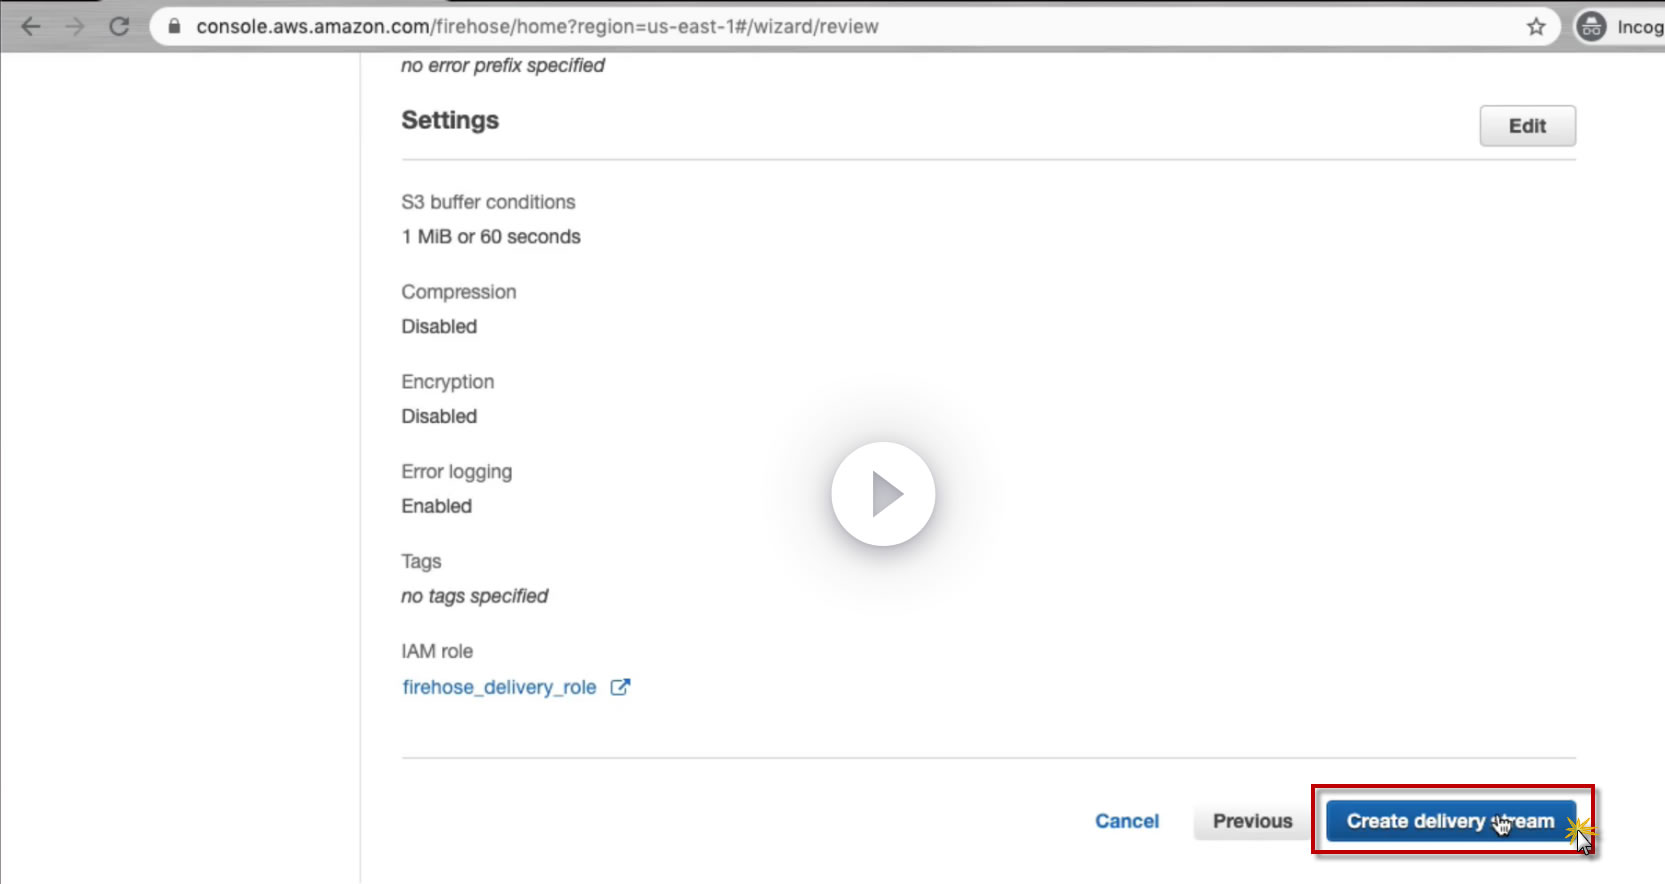 console.aws.amazon.com/firehose/home?region=us-east-1#/wizard/review
Incog
no error prefix specified
Settings
Edit
S3 buffer conditions
1 MiB or 60 seconds
Compression
Disabled
Encryption
Disabled
Error logging
Enabled
Tags
no tags specified
IAM role
firehose_delivery_role
Cancel
Previous
Create delivery stream